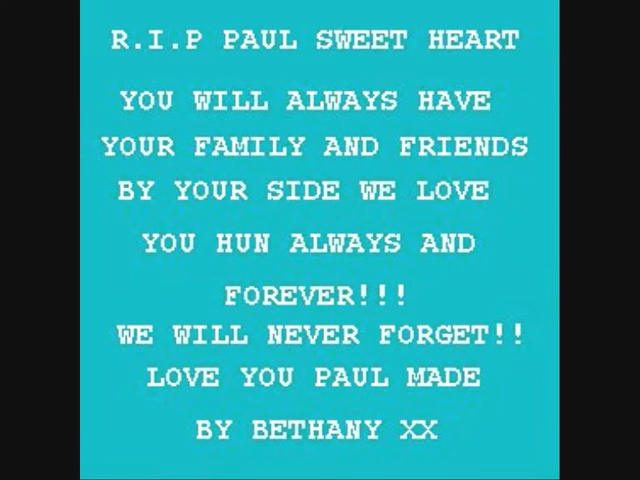 R.I.P PAUL SWEET HEART
YOU WILL ALWAYS HAVE
YOUR FAMILY AND FRIENDS
BY YOUR SIDE WE LOVE
YOU HUN ALWAYS AND
FOREVER!!!
WE WILL NEVER FORGET!!
LOVE YOU PAUL MADE
BY BETHANY XX